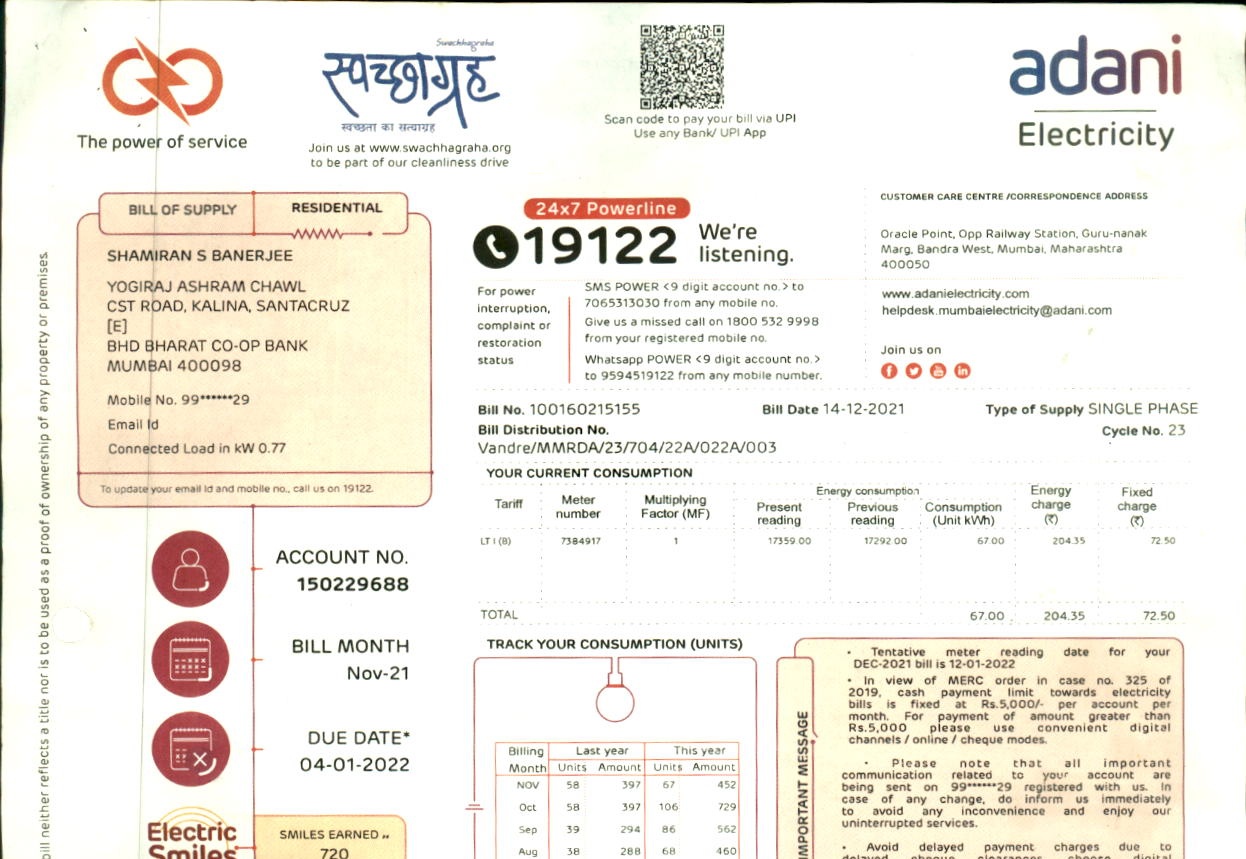 Swachhagraha
स्वच्छाग्रह
स्वच्छता का सत्याग्रह
The power of service
Join us at www.swachhagraha.org
to be part of our cleanliness drive
Scan code to pay your bill via UPI
Use any Bank/ UPI App
adani
Electricity
BILL OF SUPPLY RESIDENTIAL
SHAMIRAN S BANERJEE
YOGIRAJ ASHRAM CHAWL
CST ROAD, KALINA, SANTACRUZ
[E]
BHD BHARAT CO-OP BANK
MUMBAI 400098
Mobile No. 99******29
Email Id
Connected Load in kW 0.77
To update your email Id and mobile no., call us on 19122.
24x7 Powerline
19122 We're
listening.
For power
interruption,
complaint or
restoration
status
SMS POWER <9 digit account no.> to
7065313030 from any mobile no.
Give us a missed call on 1800 532 9998
from your registered mobile no.
Whatsapp POWER <9 digit account no.>
to 9594519122 from any mobile number.
CUSTOMER CARE CENTRE /CORRESPONDENCE ADDRESS
Oracle Point, Opp Railway Station, Guru-nanak
Marg, Bandra West, Mumbai, Maharashtra
400050
www.adanielectricity.com
helpdesk.mumbaielectricity@adani.com
Join us on
Bill No. 100160215155 Bill Date 14-12-2021 Type of Supply SINGLE PHASE
Bill Distribution No. Cycle No. 23
Vandre/MMRDA/23/704/22A/022A/003
YOUR CURRENT CONSUMPTION
Tariff Meter number Multiplying Factor (MF) Energy consumption Present reading Previous reading Consumption (Unit kWh) Energy charge (₹) Fixed charge (₹)
LT I (B) 7384917 1 17359.00 17292.00 67.00 204.35 72.50
TOTAL 67.00 204.35 72.50
ACCOUNT NO.
150229688
BILL MONTH
Nov-21
DUE DATE*
04-01-2022
Electric
Smiles
SMILES EARNED
720
TRACK YOUR CONSUMPTION (UNITS)
Billing Last year This year
Month Units Amount Units Amount
NOV 58 397 67 452
Oct 58 397 106 729
Sep 39 294 86 562
Aug 38 288 68 460
IMPORTANT MESSAGE
• Tentative meter reading date for your
DEC-2021 bill is 12-01-2022
• In view of MERC order in case no. 325 of
2019, cash payment limit towards electricity
bills is fixed at Rs.5,000/- per account per
month. For payment of amount greater than
Rs.5,000 please use convenient digital
channels / online / cheque modes.
• Please note that all important
communication related to your account are
being sent on 99******29 registered with us. In
case of any change, do inform us immediately
to avoid any inconvenience and enjoy our
uninterrupted services.
• Avoid delayed payment charges due to
delayed cheque clearances choose digital
bill neither reflects a title nor is to be used as a proof of ownership of any property or premises.